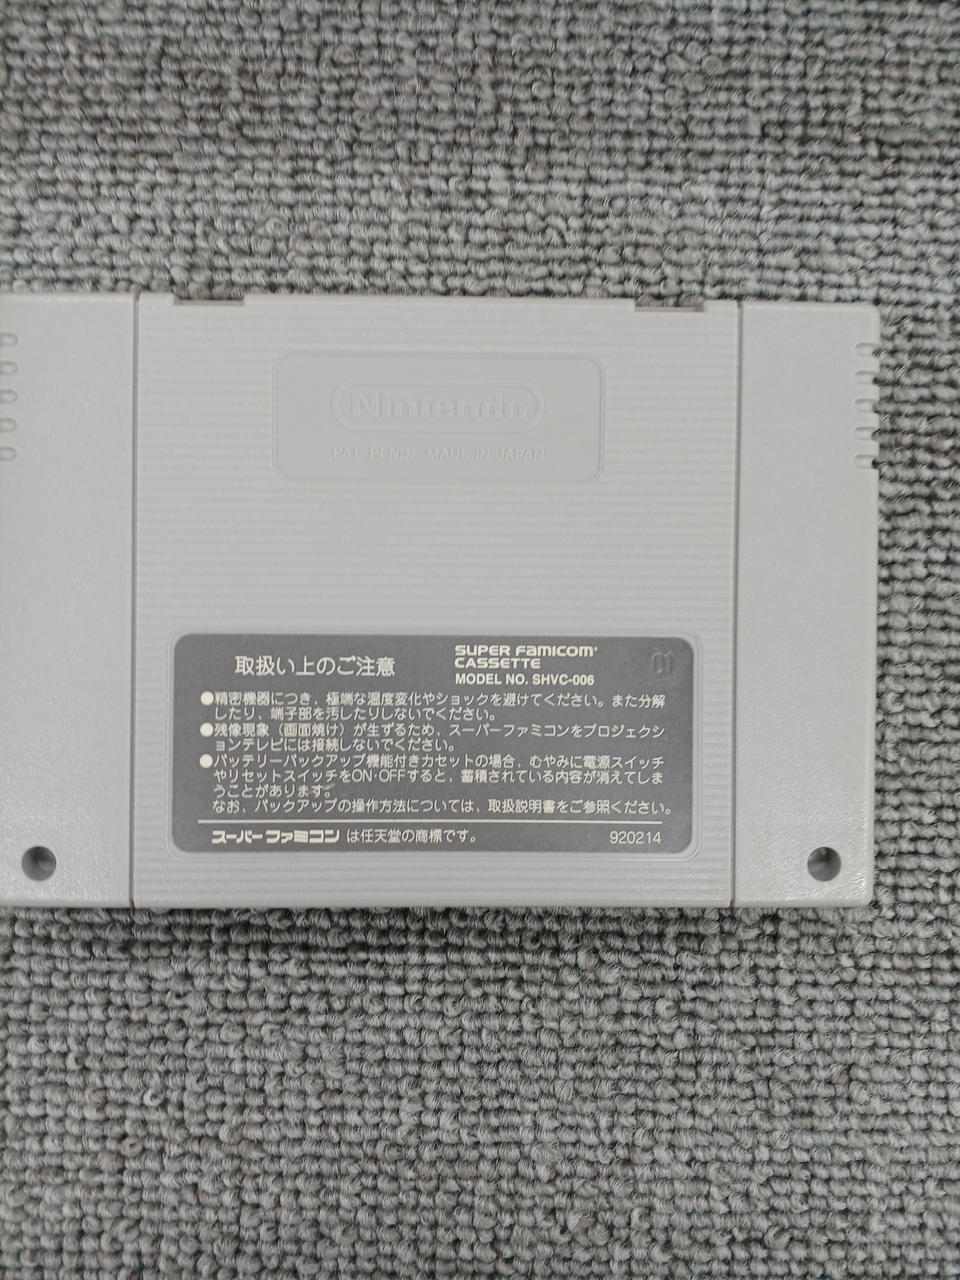 Nintendo
PAT. PEND. MADE IN JAPAN
取扱い上のご注意
SUPER FAMICOM
CASSETTE
MODEL NO. SHVC-006
01
●精密機器につき、極端な温度変化やショックを避けてください。また分解
したり、端子部を汚したりしないでください。
●残像現象（画面焼け）が生ずるため、スーパーファミコンをプロジェクシ
ョンテレビには接続しないでください。
●バッテリーバックアップ機能付きカセットの場合、むやみに電源スイッチ
やリセットスイッチをON・OFFすると、蓄積されている内容が消えてしま
うことがあります。
なお、バックアップの操作方法については、取扱説明書をご参照ください。
スーパーファミコン は任天堂の商標です。
920214